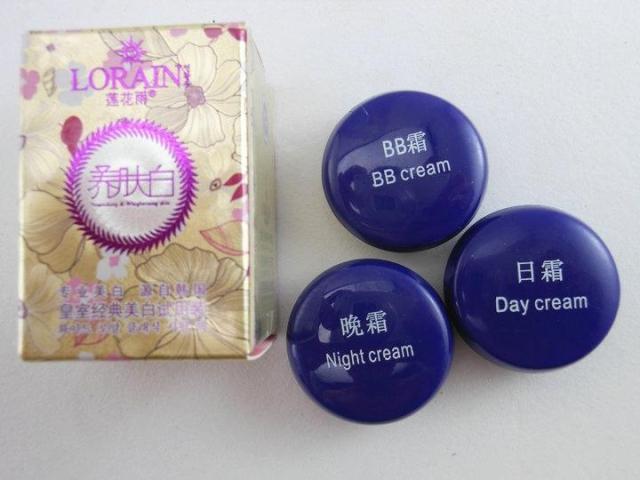 LORAIN
莲花雨®
养肤白
专业美白 源自韩国
皇室经典美白试用装
BB霜
BB cream
日霜
Day cream
晚霜
Night cream